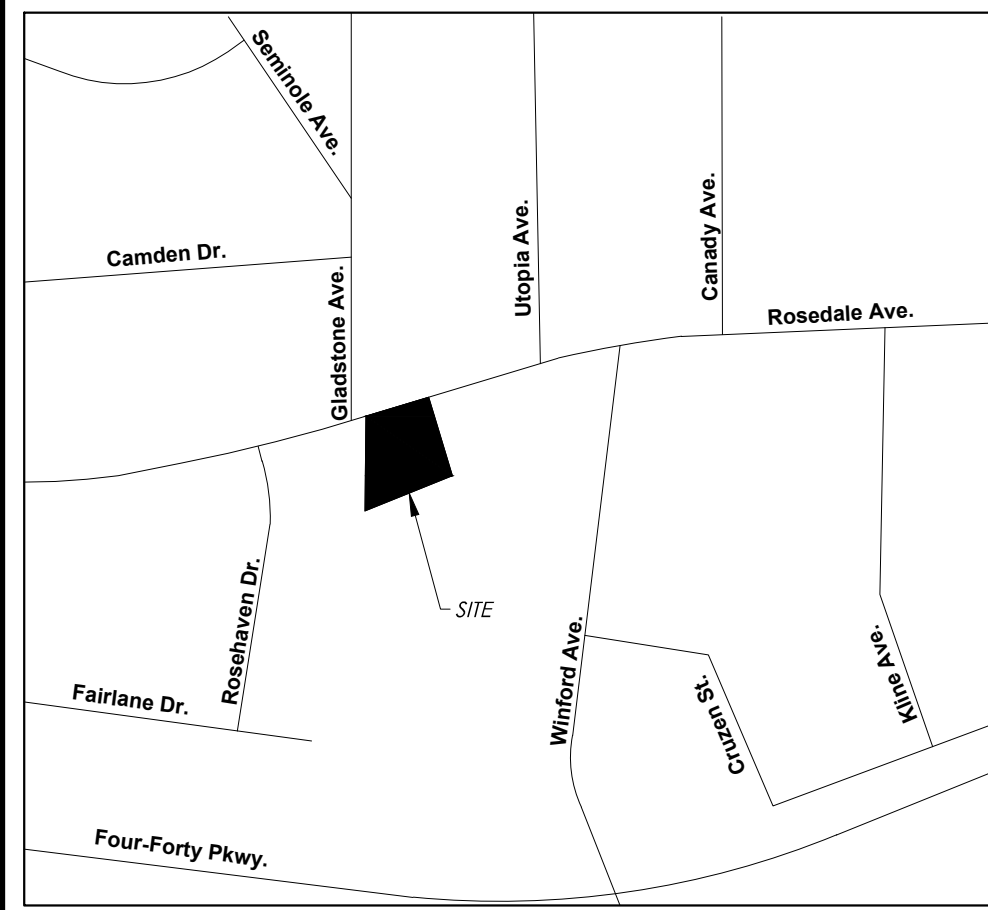 Seminole Ave.
Camden Dr.
Gladstone Ave.
Utopia Ave.
Canady Ave.
Rosedale Ave.
SITE
Rosehaven Dr.
Fairlane Dr.
Winford Ave.
Cruzen St.
Kline Ave.
Four-Forty Pkwy.